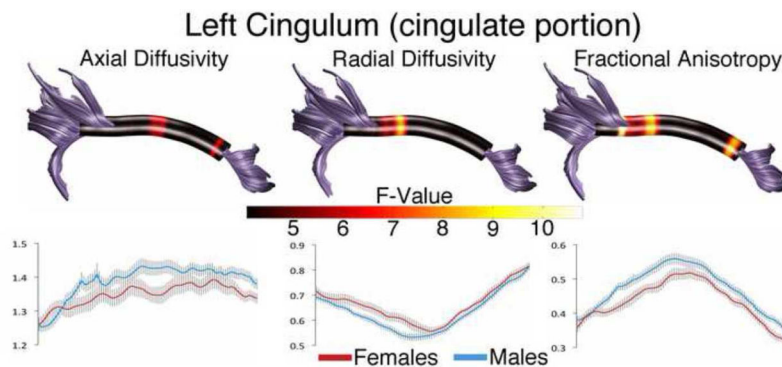 Left Cingulum (cingulate portion)
Axial Diffusivity Radial Diffusivity Fractional Anisotropy
F-Value
5 6 7 8 9 10
1.5 0.9 0.6
1.4 0.8 0.5
1.3 0.7 0.4
1.2 0.6 0.3
0.5
Females Males